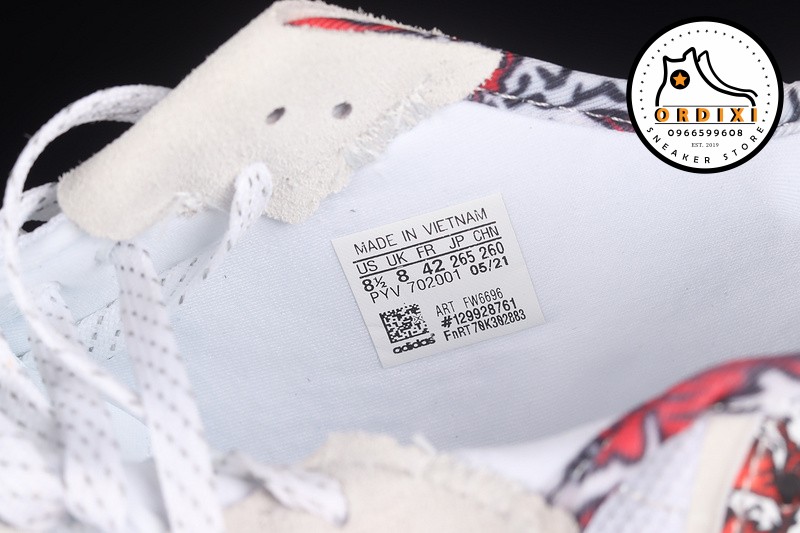 ORDIXI
0966599608
EST. 2019
SNEAKER STORE
MADE IN VIETNAM
US UK FR JP CHN
8½ 8 42 265 260
PYV 702001 05/21
ART FW6696
#129928761
FnRT70K302883
adidas